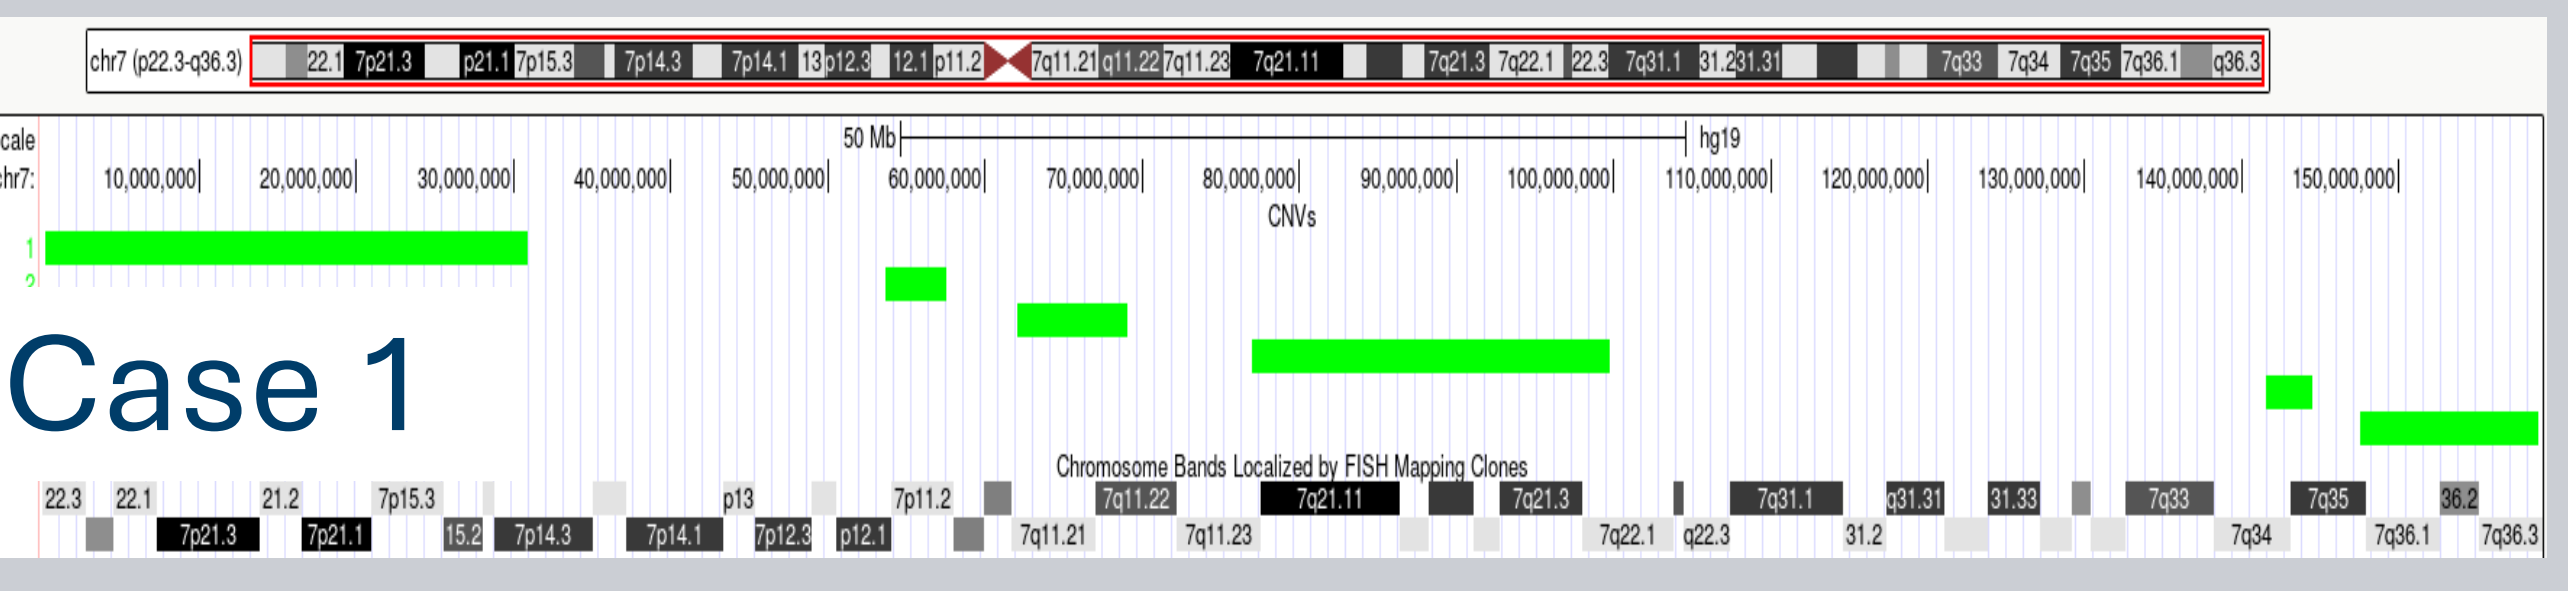 chr7 (p22.3-q36.3) 22.1 7p21.3 p21.1 7p15.3 7p14.3 7p14.1 13 p12.3 12.1 p11.2 7q11.21 q11.22 7q11.23 7q21.11 7q21.3 7q22.1 22.3 7q31.1 31.2 31.31 7q33 7q34 7q35 7q36.1 q36.3
cale 50 Mb hg19
hr7: 10,000,000 20,000,000 30,000,000 40,000,000 50,000,000 60,000,000 70,000,000 80,000,000 90,000,000 100,000,000 110,000,000 120,000,000 130,000,000 140,000,000 150,000,000
CNVs
1
Case 1
Chromosome Bands Localized by FISH Mapping Clones
22.3 22.1 21.2 7p15.3 p13 7p11.2 7q11.22 7q21.11 7q21.3 7q31.1 q31.31 31.33 7q33 7q35 36.2
7p21.3 7p21.1 15.2 7p14.3 7p14.1 7p12.3 p12.1 7q11.21 7q11.23 7q22.1 q22.3 31.2 7q34 7q36.1 7q36.3